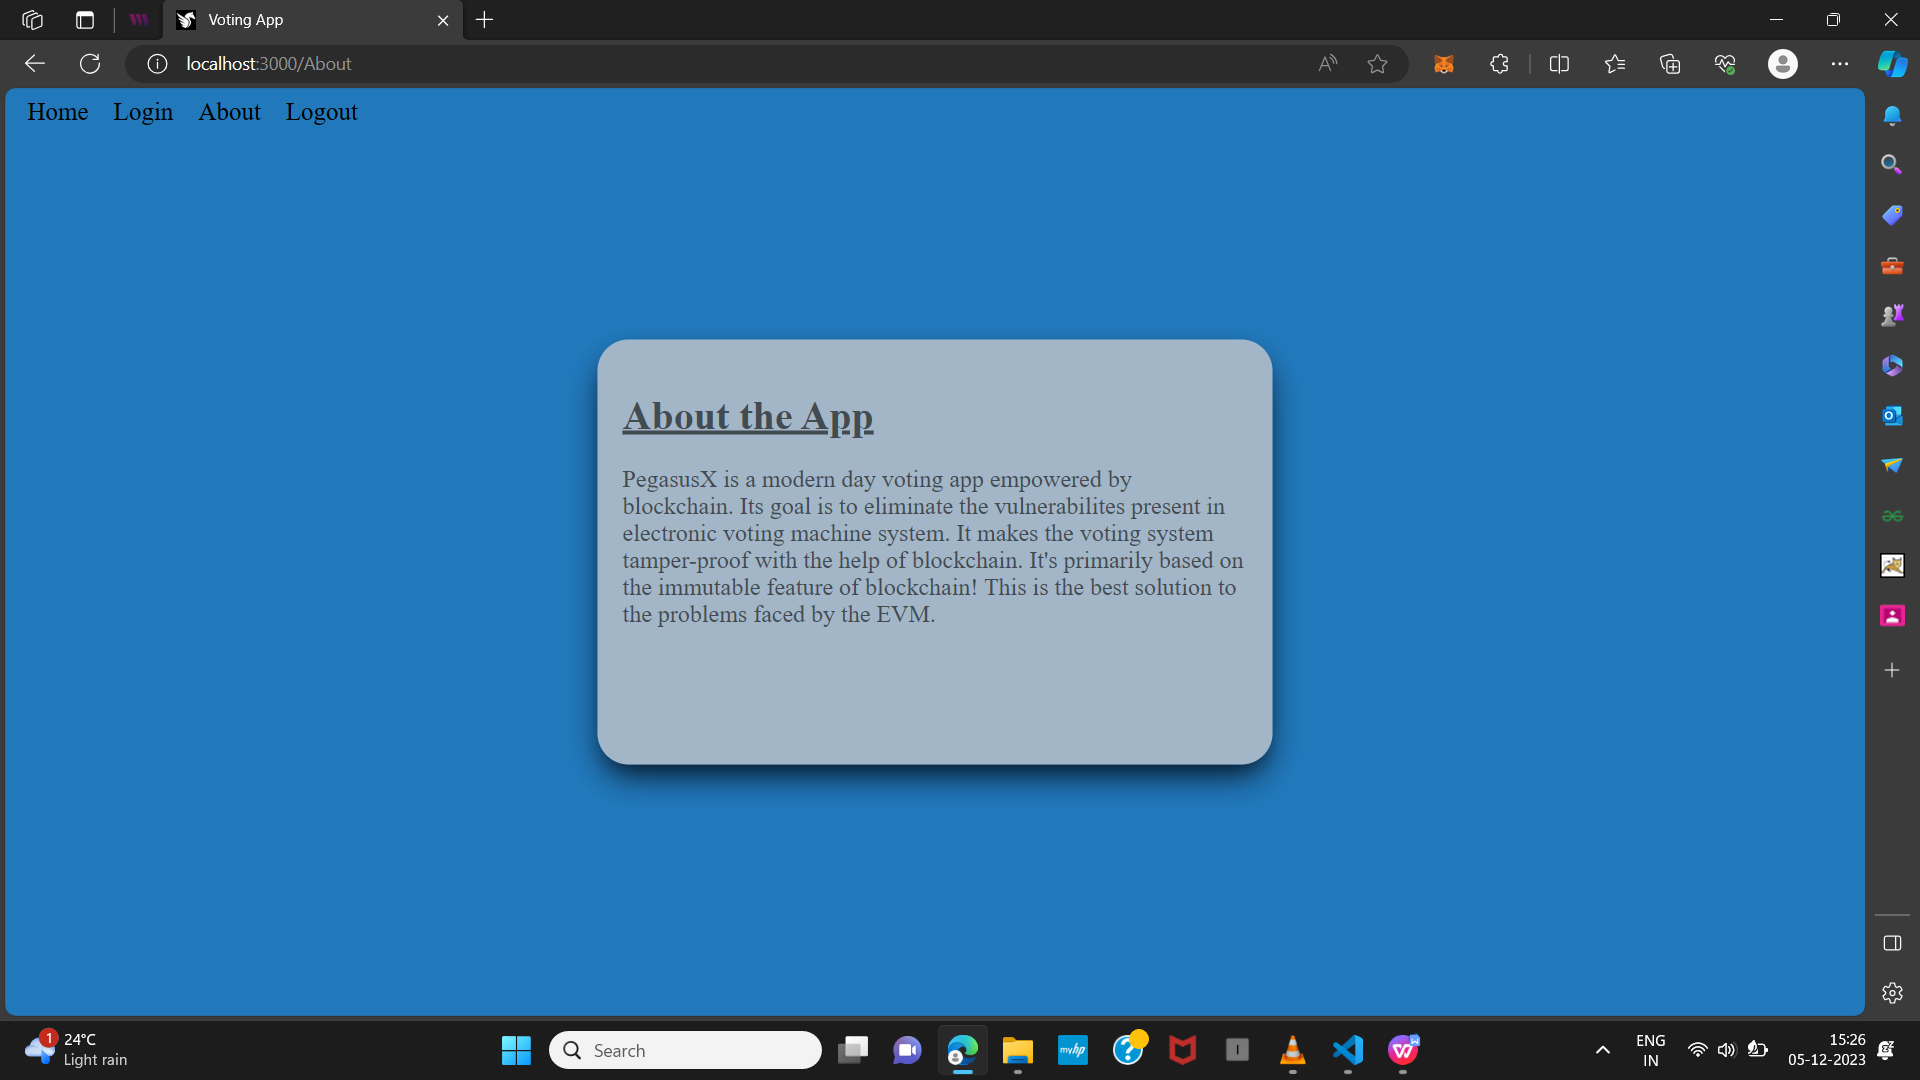 Voting App
localhost:3000/About
Home Login About Logout
About the App
PegasusX is a modern day voting app empowered by
blockchain. Its goal is to eliminate the vulnerabilites present in
electronic voting machine system. It makes the voting system
tamper-proof with the help of blockchain. It's primarily based on
the immutable feature of blockchain! This is the best solution to
the problems faced by the EVM.
1
24°C
Light rain
Search
myhp
ENG
IN
15:26
05-12-2023